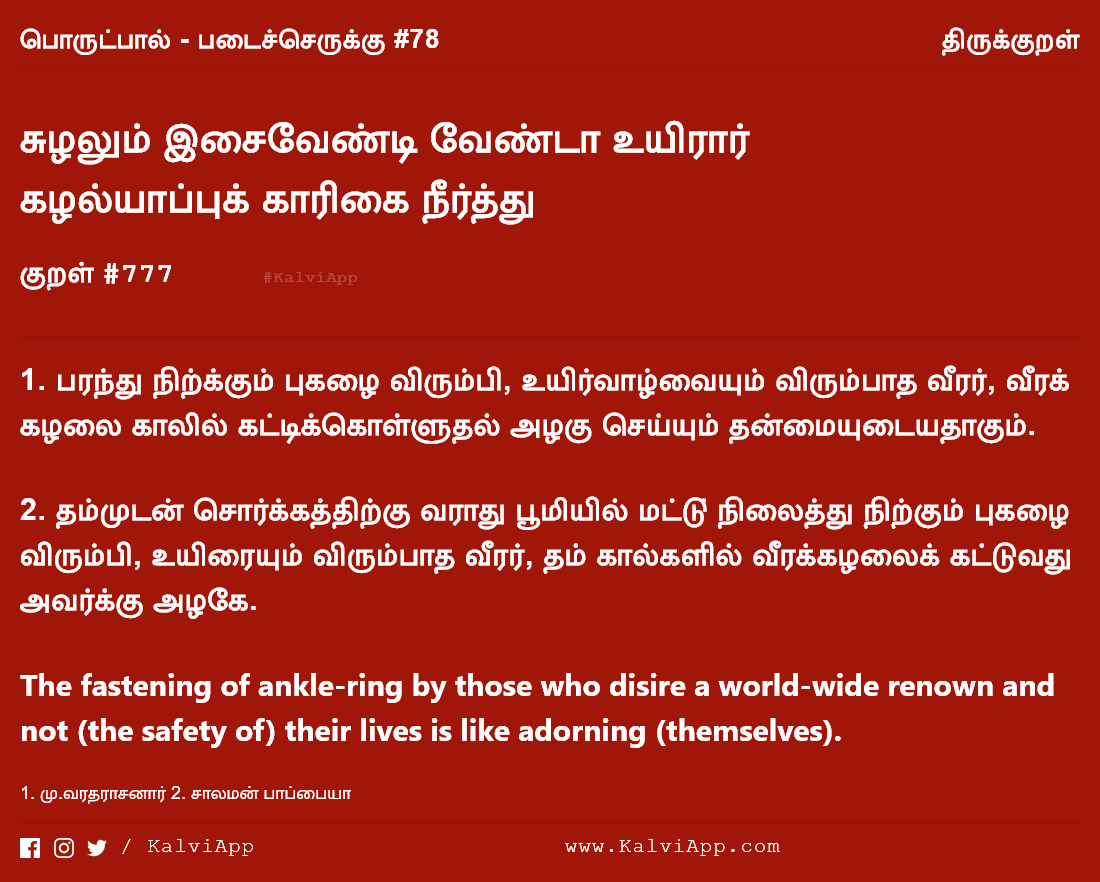 பொருட்பால் - படைச்செருக்கு #78 திருக்குறள்
சுழலும் இசைவேண்டி வேண்டா உயிரார்
கழல்யாப்புக் காரிகை நீர்த்து
குறள் #777 #KalviApp
1. பரந்து நிற்க்கும் புகழை விரும்பி, உயிர்வாழ்வையும் விரும்பாத வீரர், வீரக்
கழலை காலில் கட்டிக்கொள்ளுதல் அழகு செய்யும் தன்மையுடையதாகும்.
2. தம்முடன் சொர்க்கத்திற்கு வராது பூமியில் மட்டு நிலைத்து நிற்கும் புகழை
விரும்பி, உயிரையும் விரும்பாத வீரர், தம் கால்களில் வீரக்கழலைக் கட்டுவது
அவர்க்கு அழகே.
The fastening of ankle-ring by those who disire a world-wide renown and
not (the safety of) their lives is like adorning (themselves).
1. மு.வரதராசனார் 2. சாலமன் பாப்பையா
/ KalviApp www.KalviApp.com